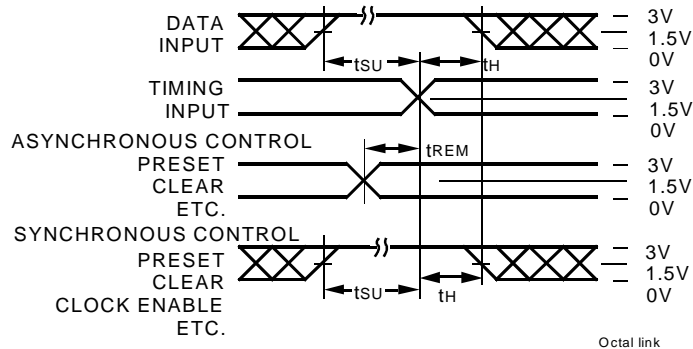 DATA
INPUT
tSU
tH
3V
1.5V
0V
TIMING
INPUT
3V
1.5V
0V
ASYNCHRONOUS CONTROL
PRESET
CLEAR
ETC.
tREM
3V
1.5V
0V
SYNCHRONOUS CONTROL
PRESET
CLEAR
CLOCK ENABLE
ETC.
tSU
tH
3V
1.5V
0V
Octal link